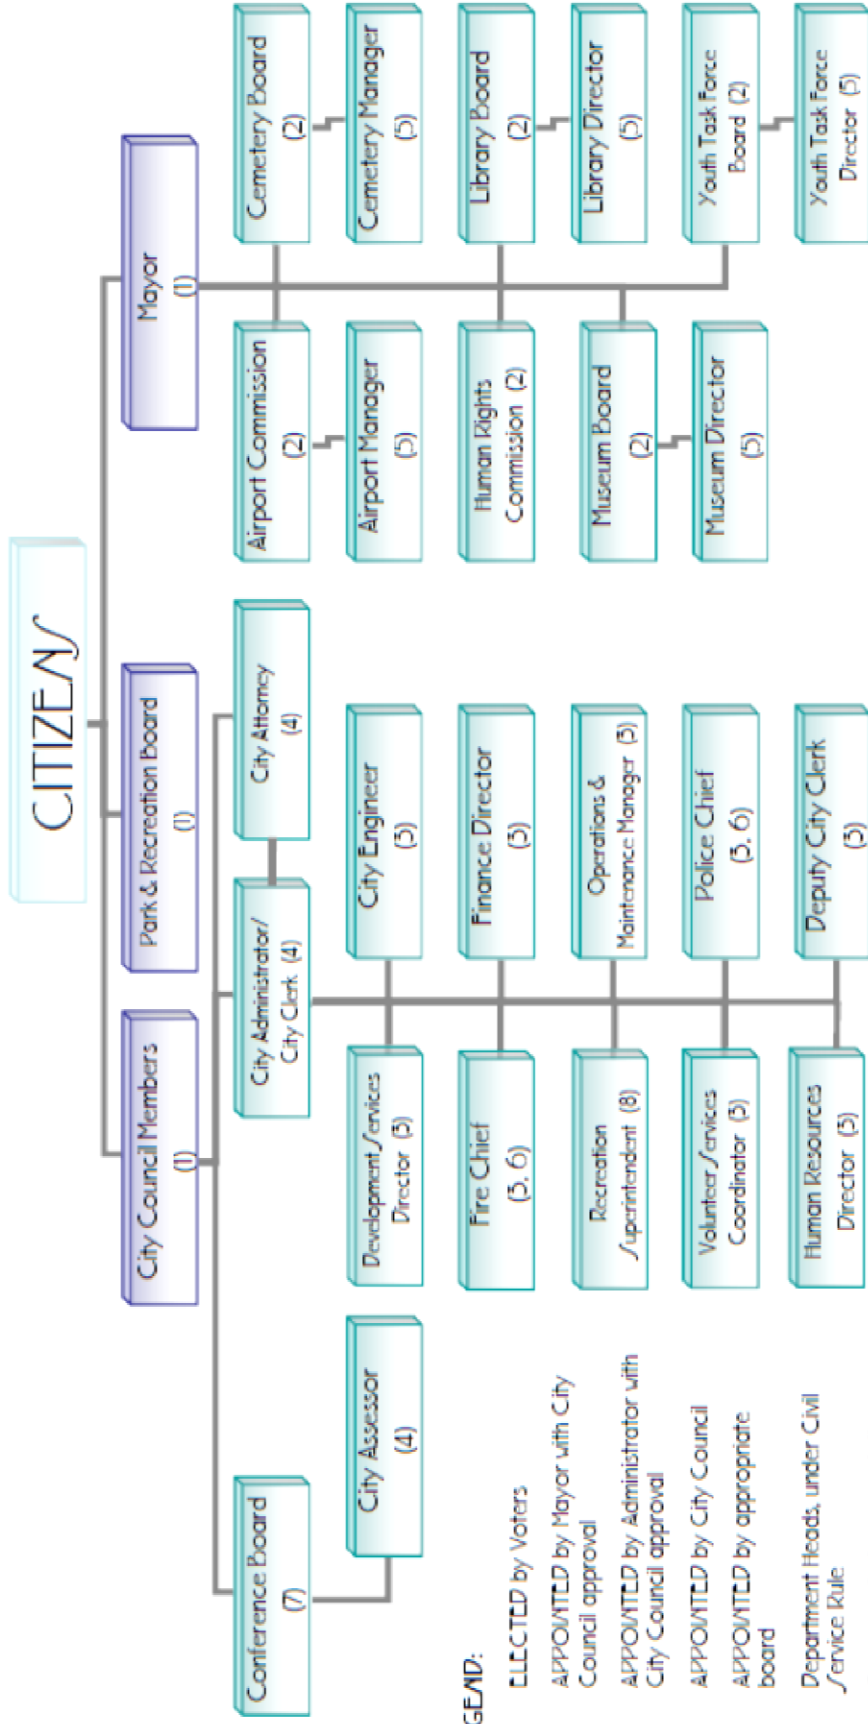 CITIZENS
City Council Members
(1)
Park & Recreation Board
(1)
Mayor
(1)
Conference Board
(7)
City Administrator/
City Clerk (4)
City Attorney
(4)
Airport Commission
(2)
Cemetery Board
(2)
City Assessor
(4)
Development Services
Director (3)
City Engineer
(3)
Airport Manager
(5)
Cemetery Manager
(5)
Fire Chief
(3, 6)
Finance Director
(3)
Human Rights
Commission (2)
Library Board
(2)
Recreation
Superintendent (8)
Operations &
Maintenance Manager (3)
Museum Board
(2)
Library Director
(5)
Volunteer Services
Coordinator (3)
Police Chief
(3, 6)
Museum Director
(5)
Youth Task Force
Board (2)
Human Resources
Director (3)
Deputy City Clerk
(3)
Youth Task Force
Director (5)
GEND:
ELECTED by Voters
APPOINTED by Mayor with City
Council approval
APPOINTED by Administrator with
City Council approval
APPOINTED by City Council
APPOINTED by appropriate
board
Department Heads, under Civil
Service Rule